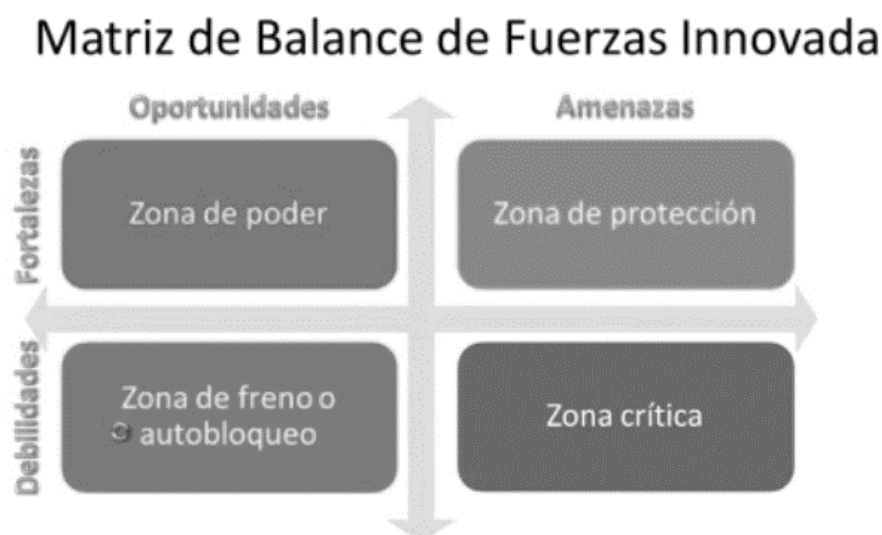 Matriz de Balance de Fuerzas Innovada
Oportunidades
Amenazas
Fortalezas
Zona de poder
Zona de protección
Debilidades
Zona de freno o
autobloqueo
Zona crítica